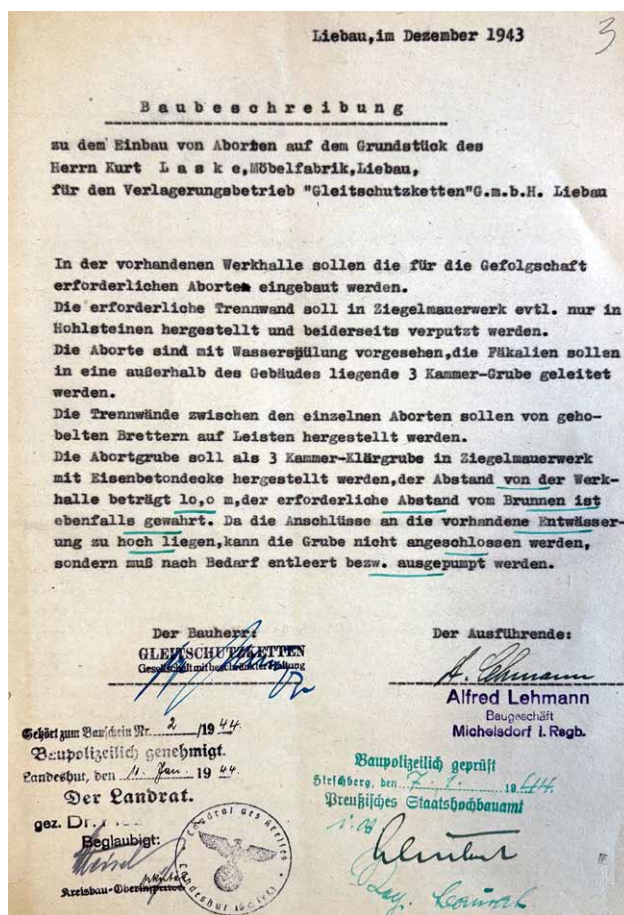 Liebau,im Dezember 1943
3
Baubeschreibung
zu dem Einbau von Aborten auf dem Grundstück des
Herrn Kurt L a s k e,Möbelfabrik,Liebau,
für den Verlagerungsbetrieb "Gleitschutzketten"G.m.b.H. Liebau
In der vorhandenen Werkhalle sollen die für die Gefolgschaft
erforderlichen Aborte eingebaut werden.
Die erforderliche Trennwand soll in Ziegelmauerwerk evtl. nur in
Hohlsteinen hergestellt und beiderseits verputzt werden.
Die Aborte sind mit Wasserspülung vorgesehen,die Fäkalien sollen
in eine außerhalb des Gebäudes liegende 3 Kammer-Grube geleitet
werden.
Die Trennwände zwischen den einzelnen Aborten sollen von geho-
belten Brettern auf Leisten hergestellt werden.
Die Abortgrube soll als 3 Kammer-Klärgrube in Ziegelmauerwerk
mit Eisenbetondecke hergestellt werden,der Abstand von der Werk-
halle beträgt lo,o m,der erforderliche Abstand vom Brunnen ist
ebenfalls gewahrt. Da die Anschlüsse an die vorhandene Entwässer-
ung zu hoch liegen,kann die Grube nicht angeschlossen werden,
sondern muß nach Bedarf entleert bezw. ausgepumpt werden.
Der Bauherr:
GLEITSCHUTZKETTEN
Gesellschaft mit beschränkter Haftung
Der Ausführende:
A. Lehmann
Alfred Lehmann
Baugeschäft
Michelsdorf i. Rsgb.
Gehört zum Bauschein Nr. 2 /1944.
Baupolizeilich genehmigt.
Landeshut, den 11. Jan. 1944.
Der Landrat.
gez. Dr.
Beglaubigt:
Kreisbau-Oberinspektor
Baupolizeilich geprüft
Hirschberg, den 7. 1. 1944
Preußisches Staatshochbauamt